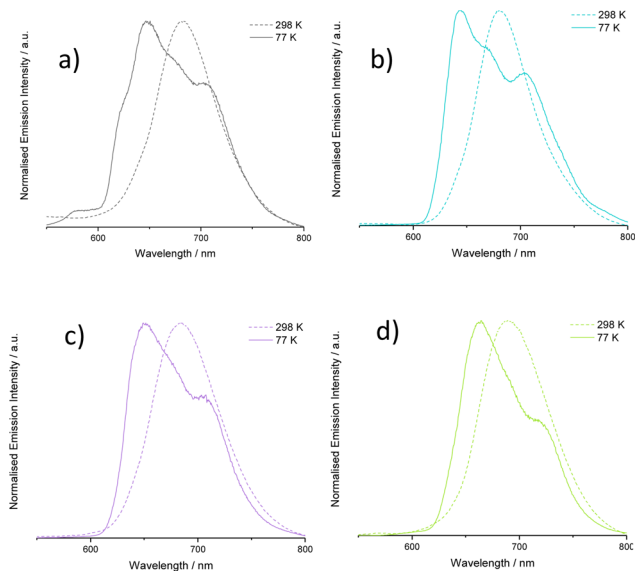 a)
298 K
77 K
Normalised Emission Intensity / a.u.
600 700 800
Wavelength / nm
b)
298 K
77 K
Normalised Emission Intensity / a.u.
600 700 800
Wavelength / nm
c)
298 K
77 K
Normalised Emission Intensity / a.u.
600 700 800
Wavelength / nm
d)
298 K
77 K
Normalised Emission Intensity / a.u.
600 700 800
Wavelength / nm